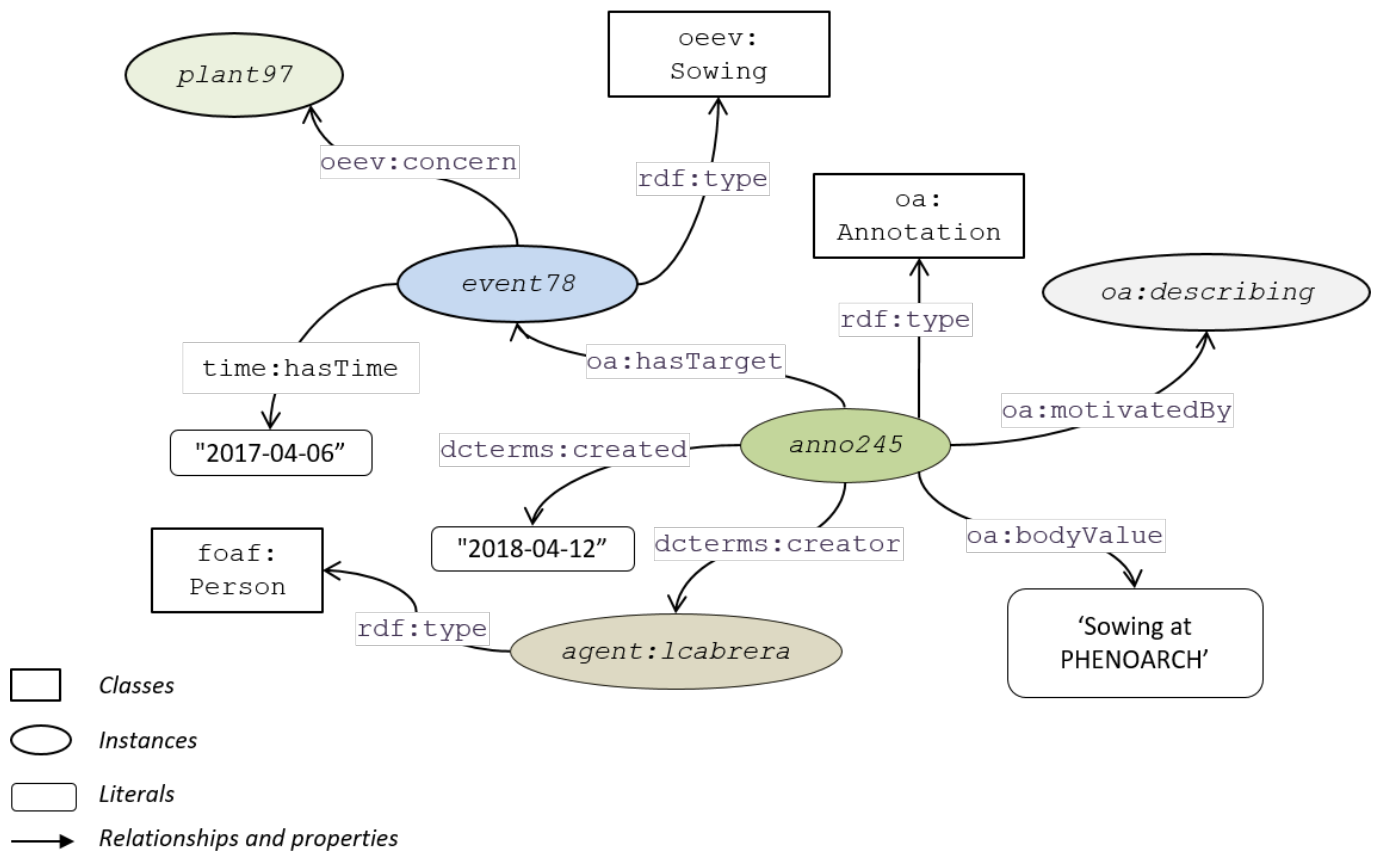 oeev:
Sowing
plant97
oeev:concern
rdf:type
oa:
Annotation
event78
oa:describing
rdf:type
time:hasTime
oa:hasTarget
oa:motivatedBy
"2017-04-06”
dcterms:created
anno245
"2018-04-12”
dcterms:creator
oa:bodyValue
foaf:
Person
rdf:type
agent:lcabrera
‘Sowing at
PHENOARCH’
Classes
Instances
Literals
Relationships and properties